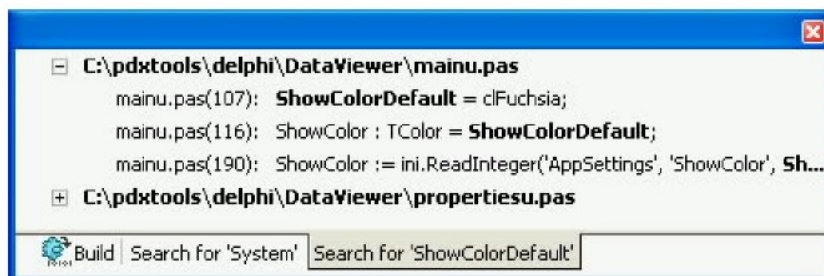 C:\pdxtools\delphi\DataViewer\mainu.pas
mainu.pas(107): ShowColorDefault = clFuchsia;
mainu.pas(116): ShowColor : TColor = ShowColorDefault;
mainu.pas(190): ShowColor := ini.ReadInteger('AppSettings', 'ShowColor', Sh...
C:\pdxtools\delphi\DataViewer\propertiesu.pas
Build Search for 'System' Search for 'ShowColorDefault'